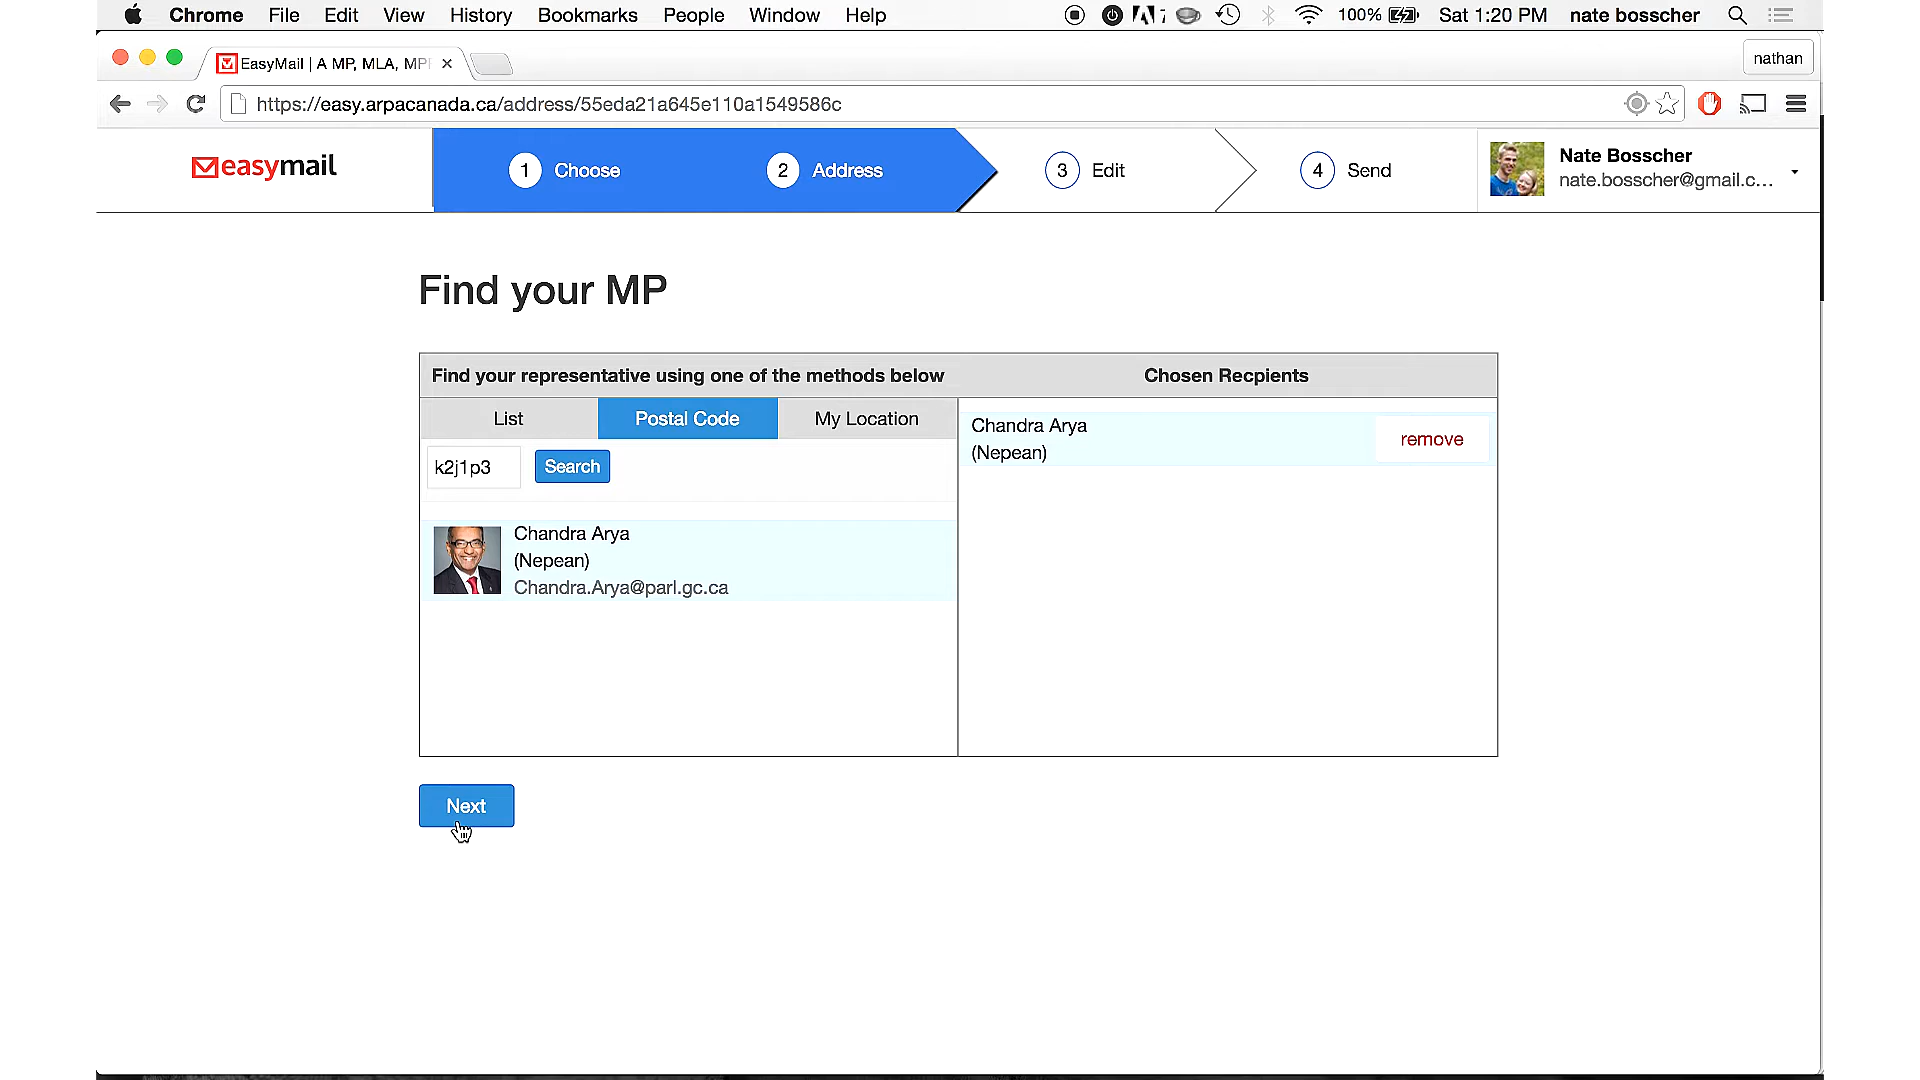 Chrome File Edit View History Bookmarks People Window Help 7 100% Sat 1:20 PM nate bosscher
EasyMail | A MP, MLA, MP
nathan
https://easy.arpacanada.ca/address/55eda21a645e110a1549586c
easymail
1 Choose 2 Address 3 Edit 4 Send
Nate Bosscher
nate.bosscher@gmail.c...
Find your MP
Find your representative using one of the methods below Chosen Recpients
List Postal Code My Location
k2j1p3 Search
Chandra Arya
(Nepean)
Chandra.Arya@parl.gc.ca
Chandra Arya
(Nepean)
remove
Next